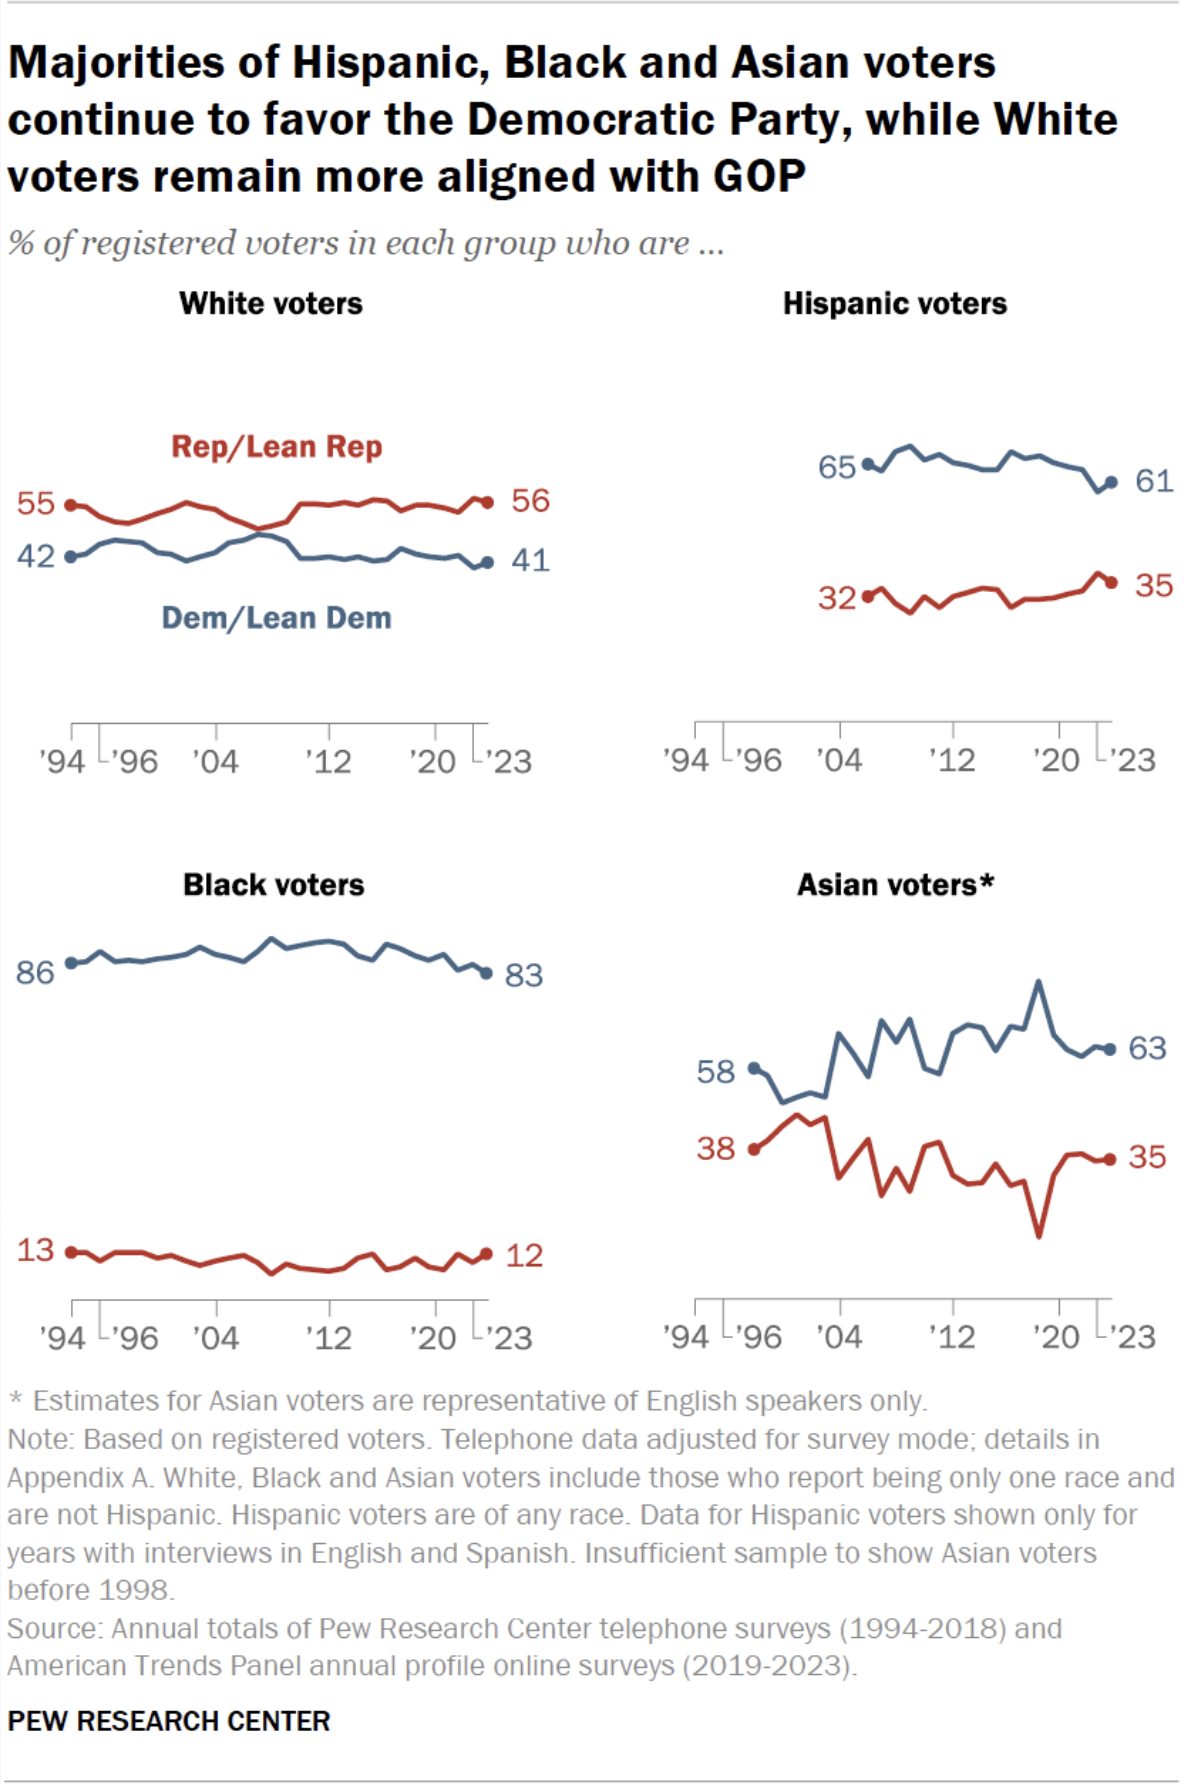 Majorities of Hispanic, Black and Asian voters
continue to favor the Democratic Party, while White
voters remain more aligned with GOP
% of registered voters in each group who are ...
White voters
Rep/Lean Rep
55
56
42
41
Dem/Lean Dem
’94 ’96 ’04 ’12 ’20 ’23
Hispanic voters
65
61
32
35
’94 ’96 ’04 ’12 ’20 ’23
Black voters
86
83
13
12
’94 ’96 ’04 ’12 ’20 ’23
Asian voters*
58
63
38
35
’94 ’96 ’04 ’12 ’20 ’23
* Estimates for Asian voters are representative of English speakers only.
Note: Based on registered voters. Telephone data adjusted for survey mode; details in
Appendix A. White, Black and Asian voters include those who report being only one race and
are not Hispanic. Hispanic voters are of any race. Data for Hispanic voters shown only for
years with interviews in English and Spanish. Insufficient sample to show Asian voters
before 1998.
Source: Annual totals of Pew Research Center telephone surveys (1994-2018) and
American Trends Panel annual profile online surveys (2019-2023).
PEW RESEARCH CENTER